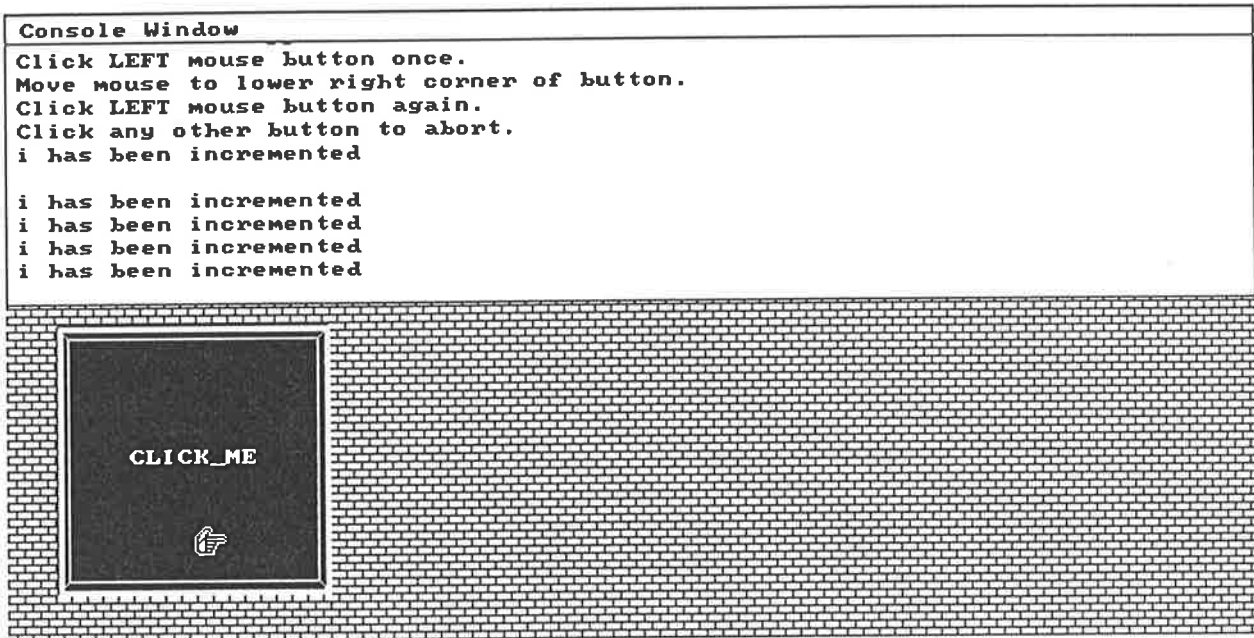 Console Window
Click LEFT mouse button once.
Move mouse to lower right corner of button.
Click LEFT mouse button again.
Click any other button to abort.
i has been incremented
i has been incremented
i has been incremented
i has been incremented
i has been incremented
CLICK_ME